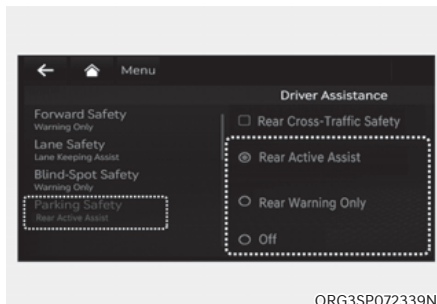 Menu
Driver Assistance
Forward Safety
Warning Only
Lane Safety
Lane Keeping Assist
Blind-Spot Safety
Warning Only
Parking Safety
Rear Active Assist
Rear Cross-Traffic Safety
Rear Active Assist
Rear Warning Only
Off
ORG3SP072339N